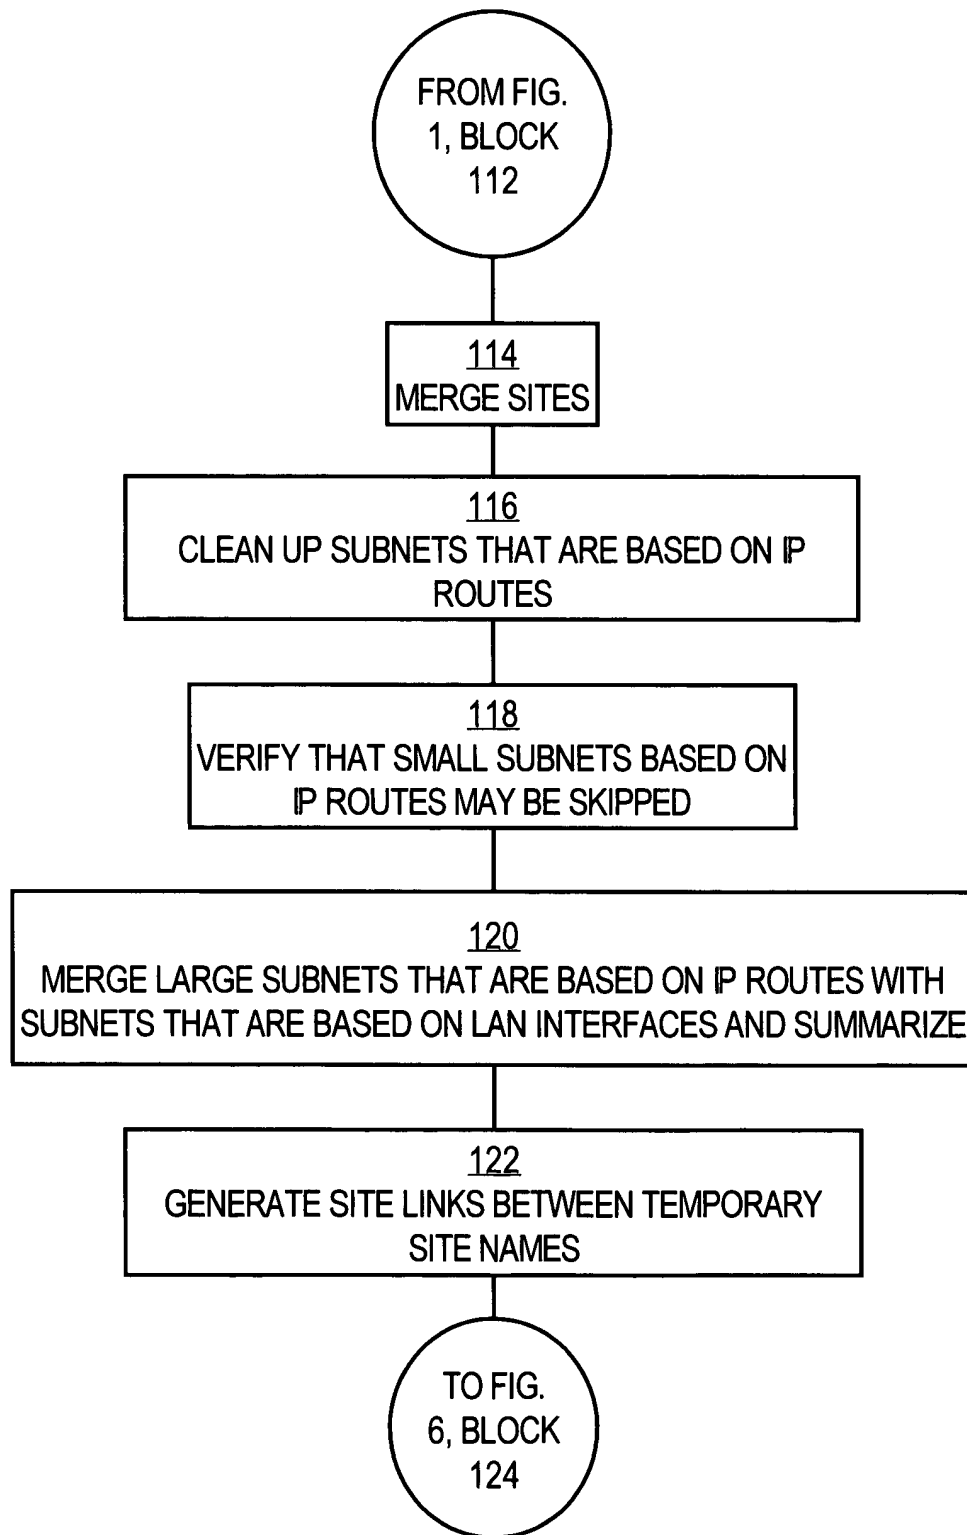 FROM FIG.
1, BLOCK
112
114
MERGE SITES
116
CLEAN UP SUBNETS THAT ARE BASED ON IP
ROUTES
118
VERIFY THAT SMALL SUBNETS BASED ON
IP ROUTES MAY BE SKIPPED
120
MERGE LARGE SUBNETS THAT ARE BASED ON IP ROUTES WITH
SUBNETS THAT ARE BASED ON LAN INTERFACES AND SUMMARIZE
122
GENERATE SITE LINKS BETWEEN TEMPORARY
SITE NAMES
TO FIG.
6, BLOCK
124